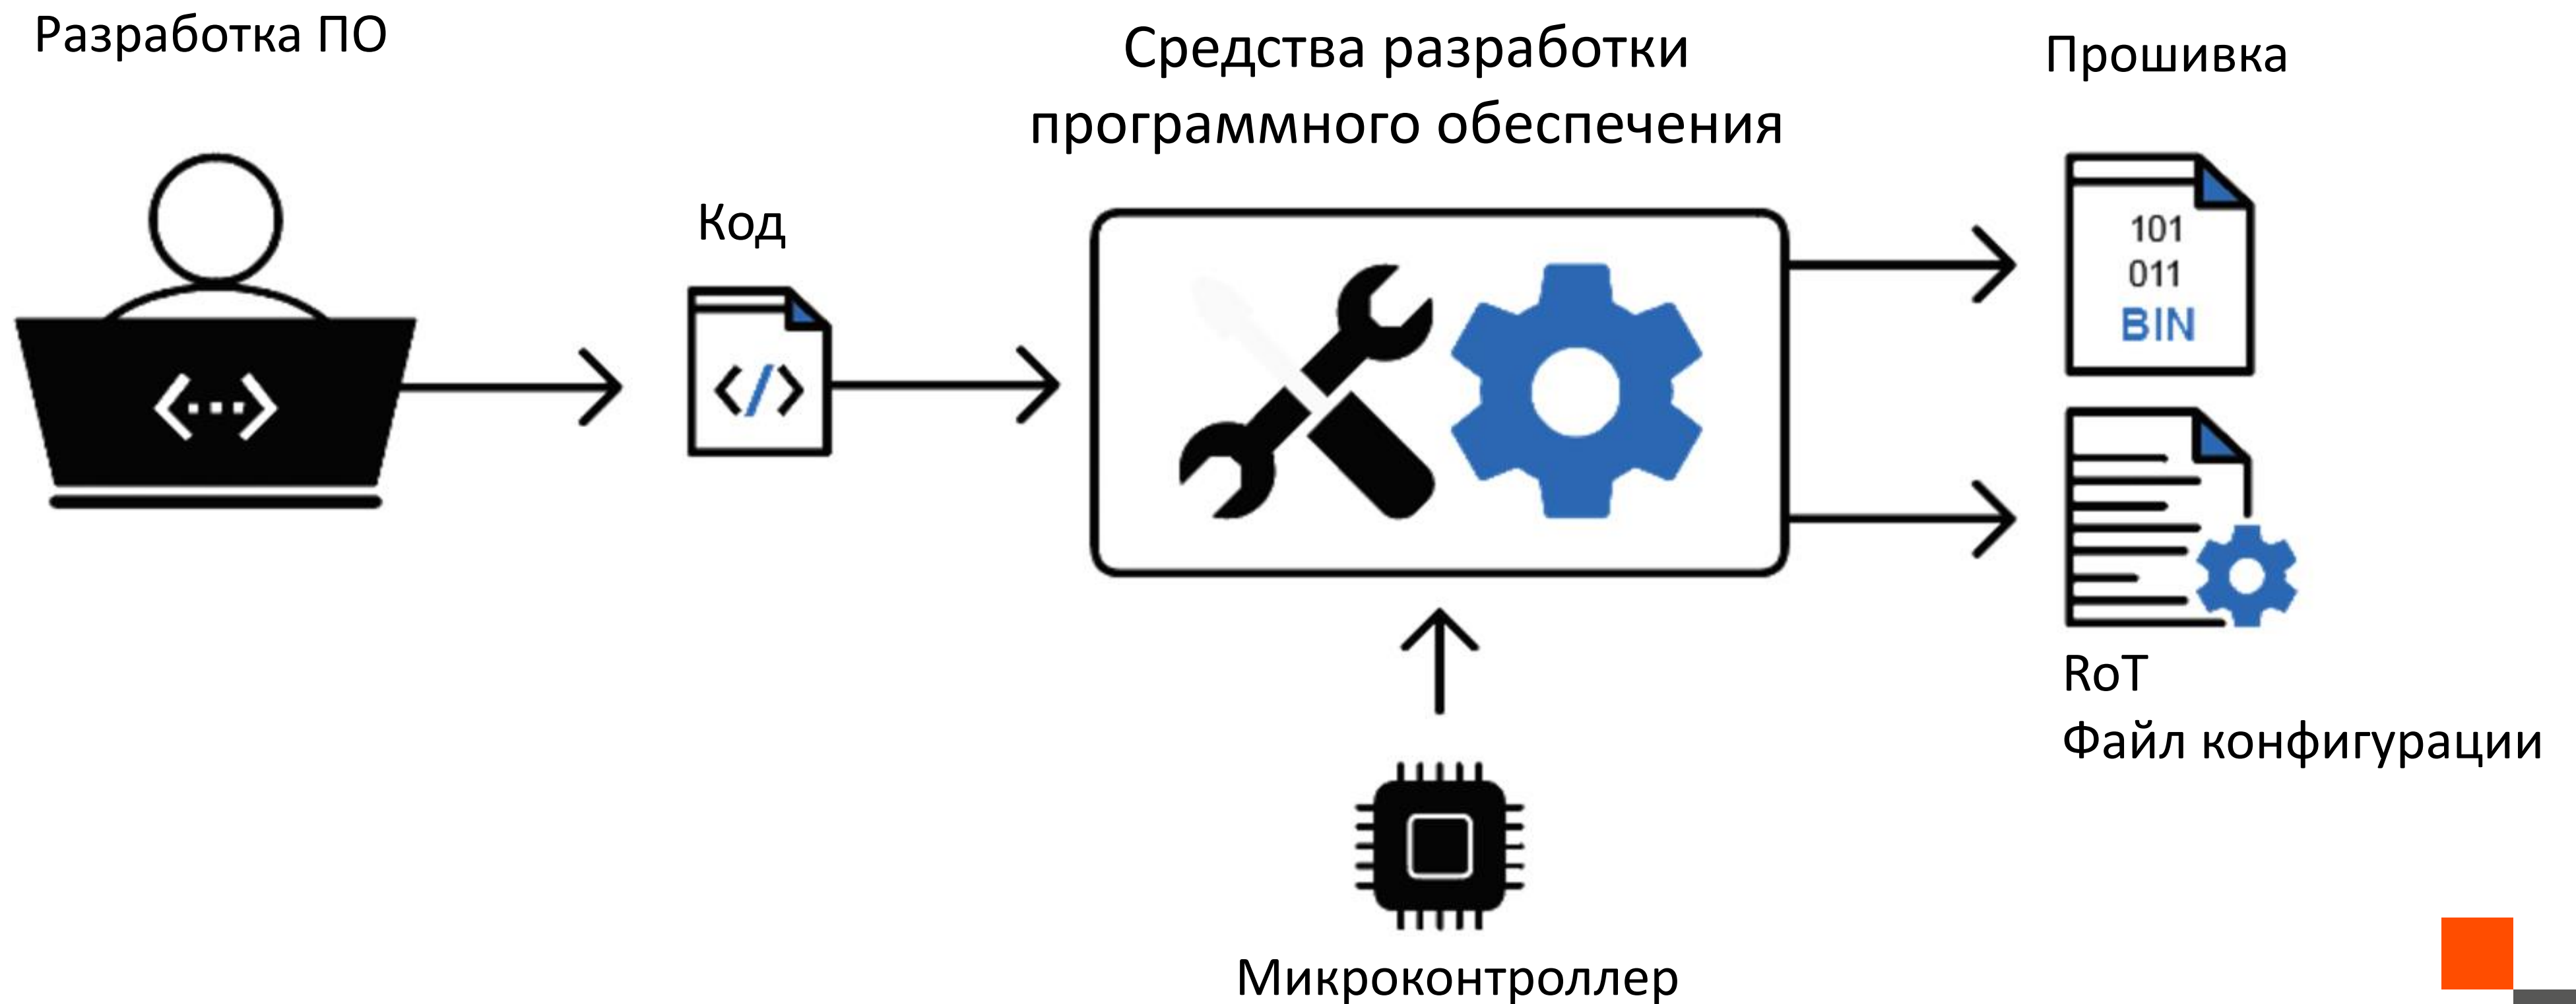 Разработка ПО
Средства разработки
программного обеспечения
Прошивка
Код
</>
<...>
101
011
BIN
RoT
Файл конфигурации
Микроконтроллер